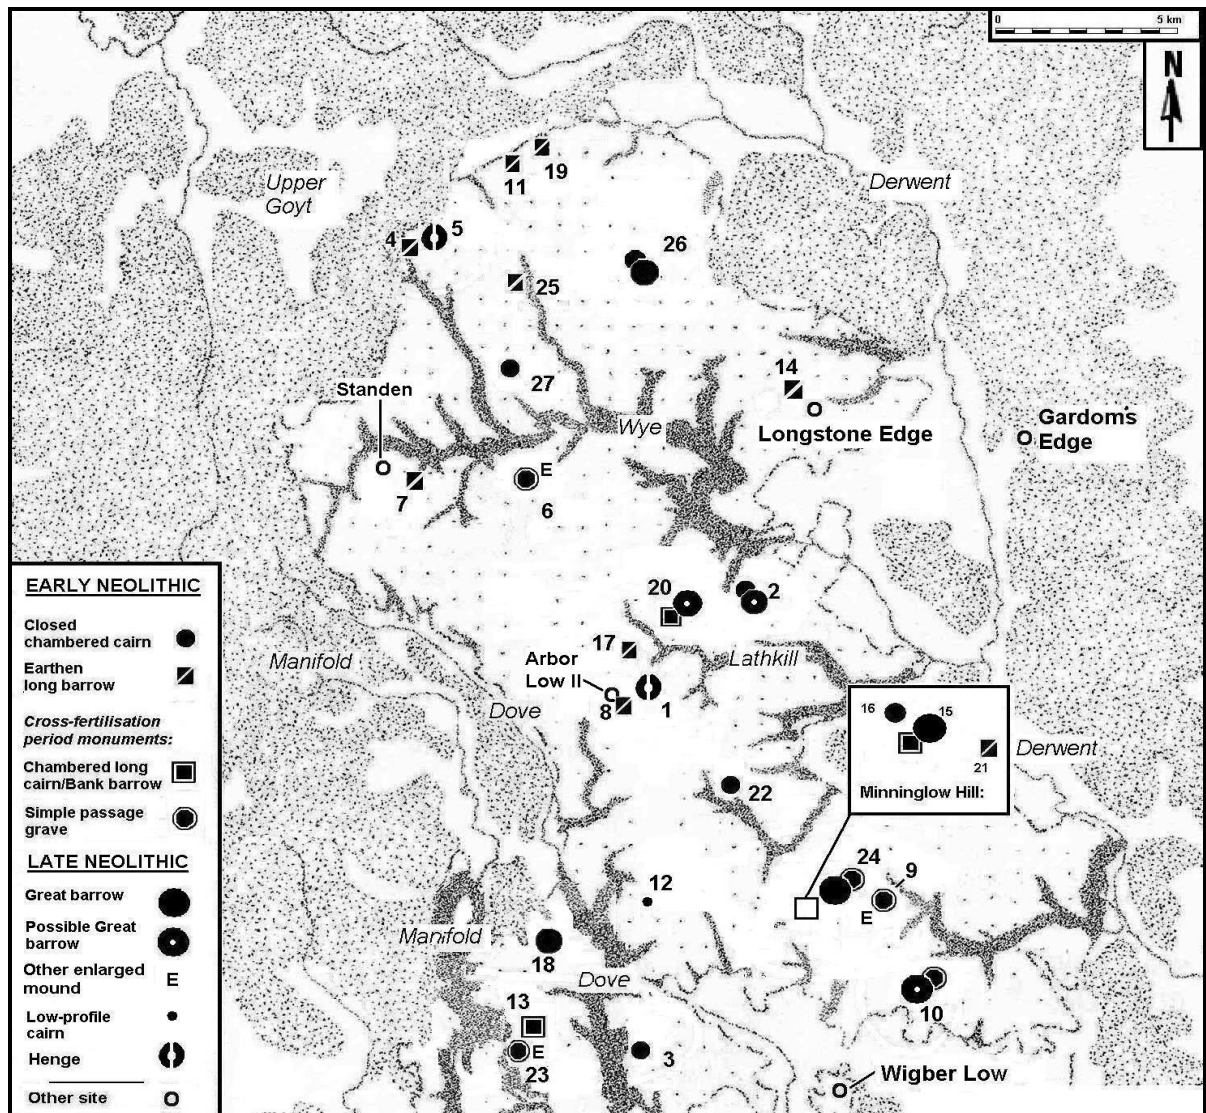 0 5 km
N
Upper
Goyt
11
19
Derwent
4
5
26
25
27
Standen
14
Wye
Longstone Edge
Gardoms
Edge
E
7
6
20
2
17
Lathkill
Manifold
Arbor
Low II
Dove
8
1
16
15
21
Minninglow Hill:
Derwent
22
12
24
9
E
Manifold
18
Dove
10
13
E
23
3
Wigber Low
EARLY NEOLITHIC
Closed
chambered cairn
Earthen
long barrow
Cross-fertilisation
period monuments:
Chambered long
cairn/Bank barrow
Simple passage
grave
LATE NEOLITHIC
Great barrow
Possible Great
barrow
Other enlarged
mound E
Low-profile
cairn
Henge
Other site